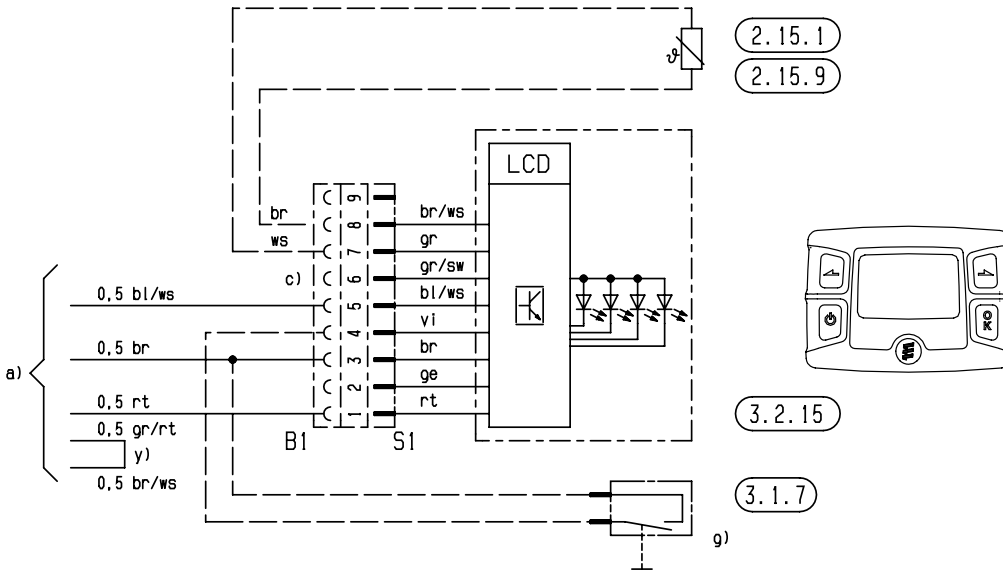 2.15.1
2.15.9
ϑ
LCD
br
ws
c)
9
8
7
6
5
4
3
2
1
br/ws
gr
gr/sw
bl/ws
vi
br
ge
rt
a)
0,5 bl/ws
0,5 br
0,5 rt
0,5 gr/rt
y)
0,5 br/ws
B1
S1
OK
3.2.15
3.1.7
g)